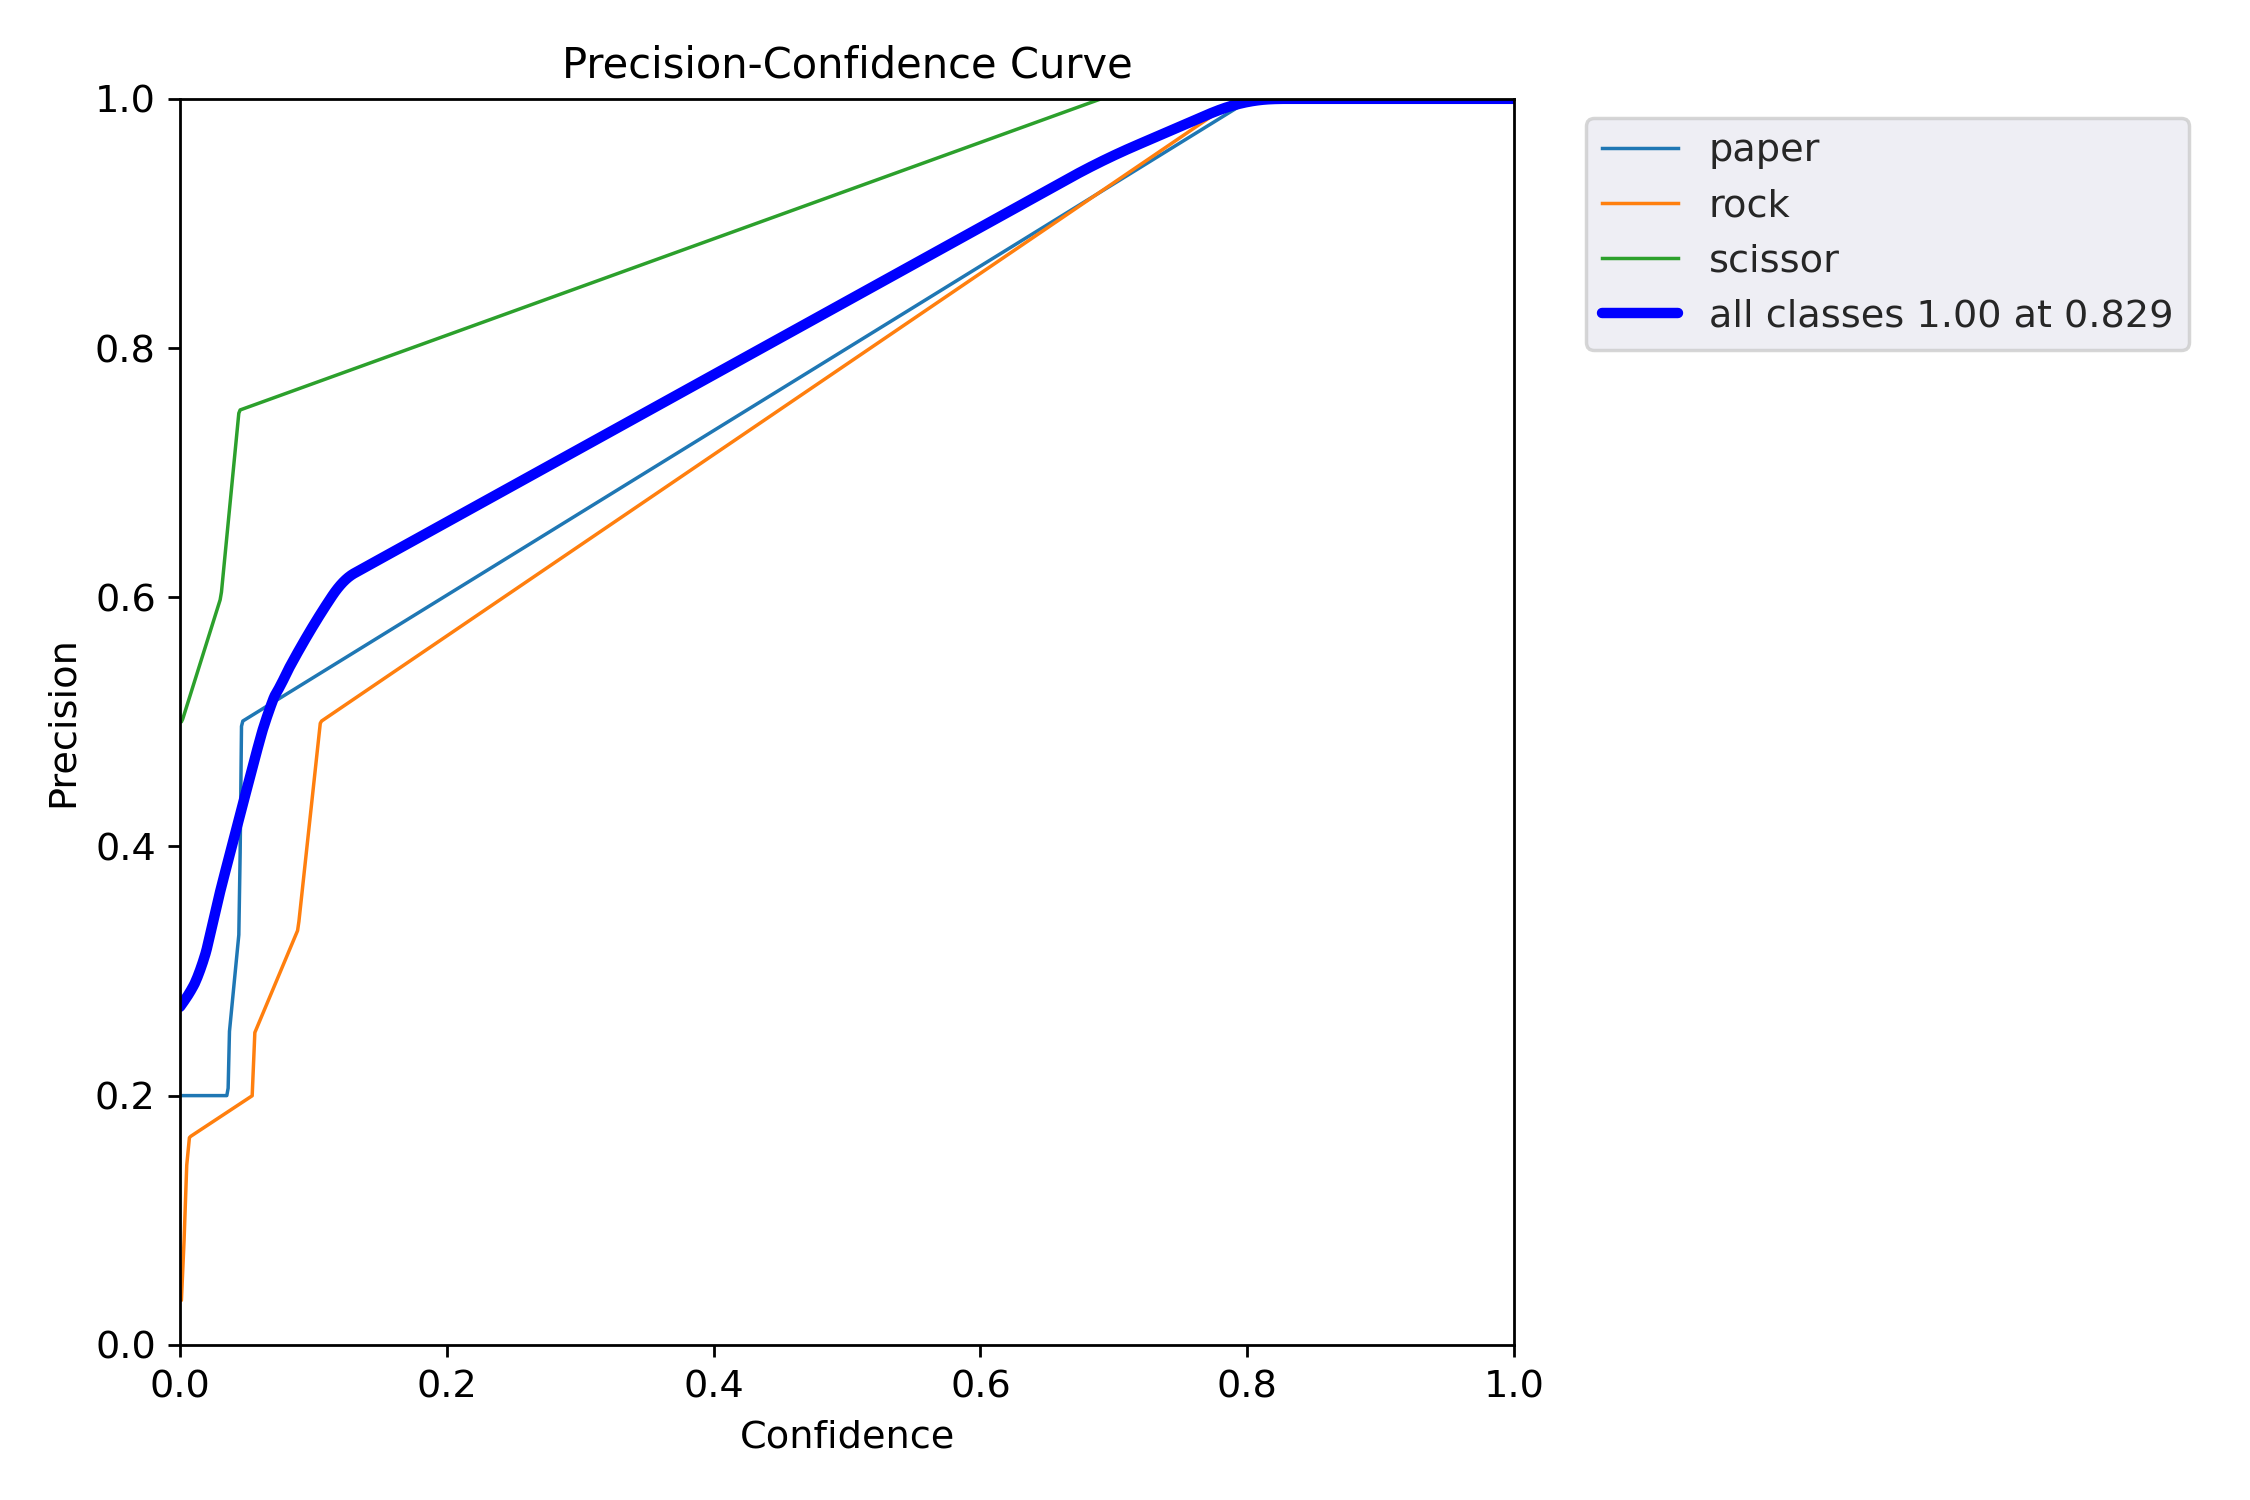 Precision-Confidence Curve
1.0
0.8
0.6
0.4
0.2
0.0
Precision
0.0 0.2 0.4 0.6 0.8 1.0
Confidence
paper
rock
scissor
all classes 1.00 at 0.829